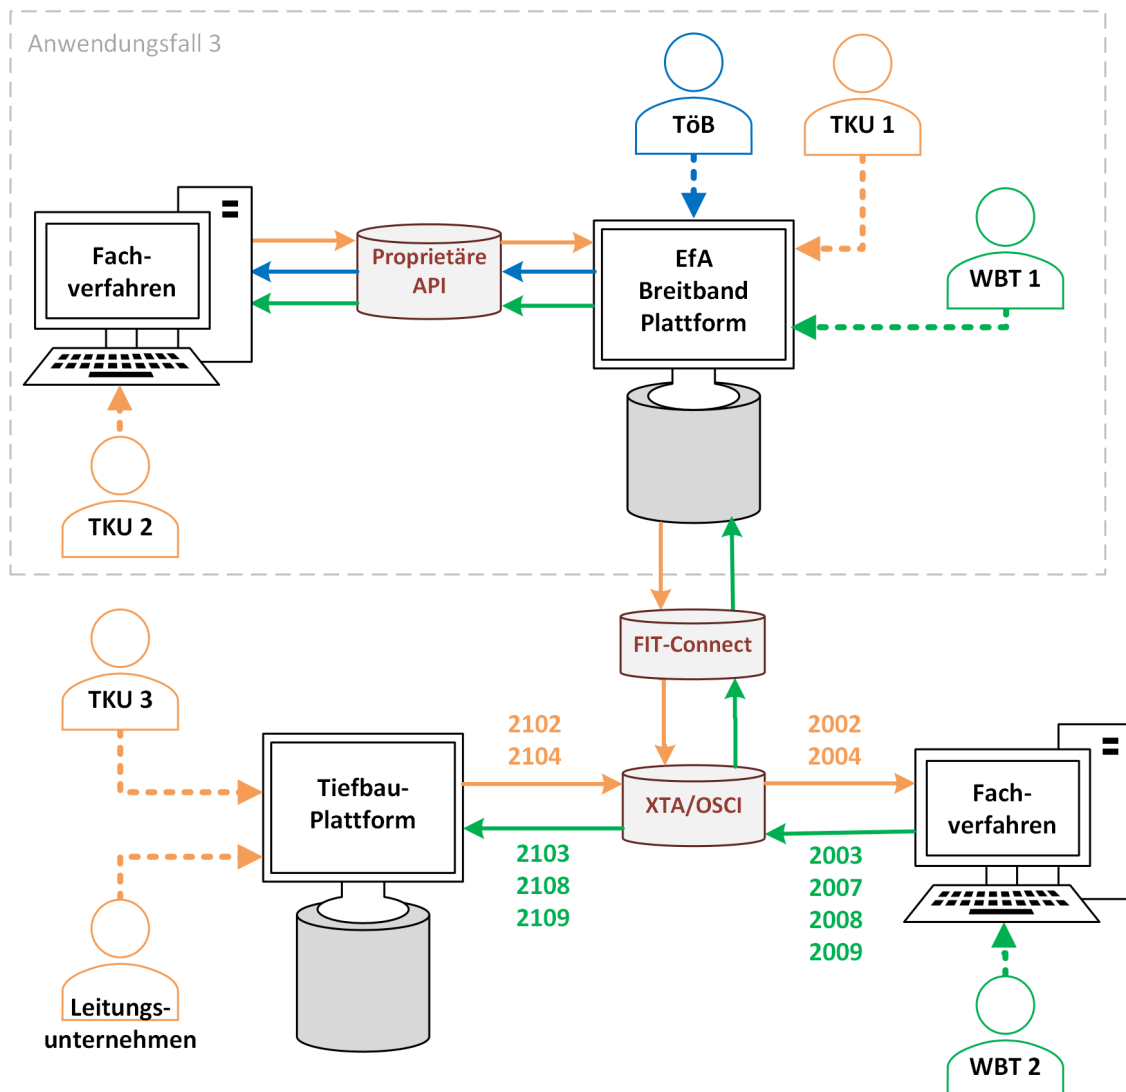 Anwendungsfall 3
TöB
TKU 1
WBT 1
Fach-
verfahren
Proprietäre
API
EfA
Breitband
Plattform
TKU 2
FIT-Connect
TKU 3
2102
2104
2002
2004
Tiefbau-
Plattform
XTA/OSCI
Fach-
verfahren
2103
2108
2109
2003
2007
2008
2009
Leitungs-
unternehmen
WBT 2